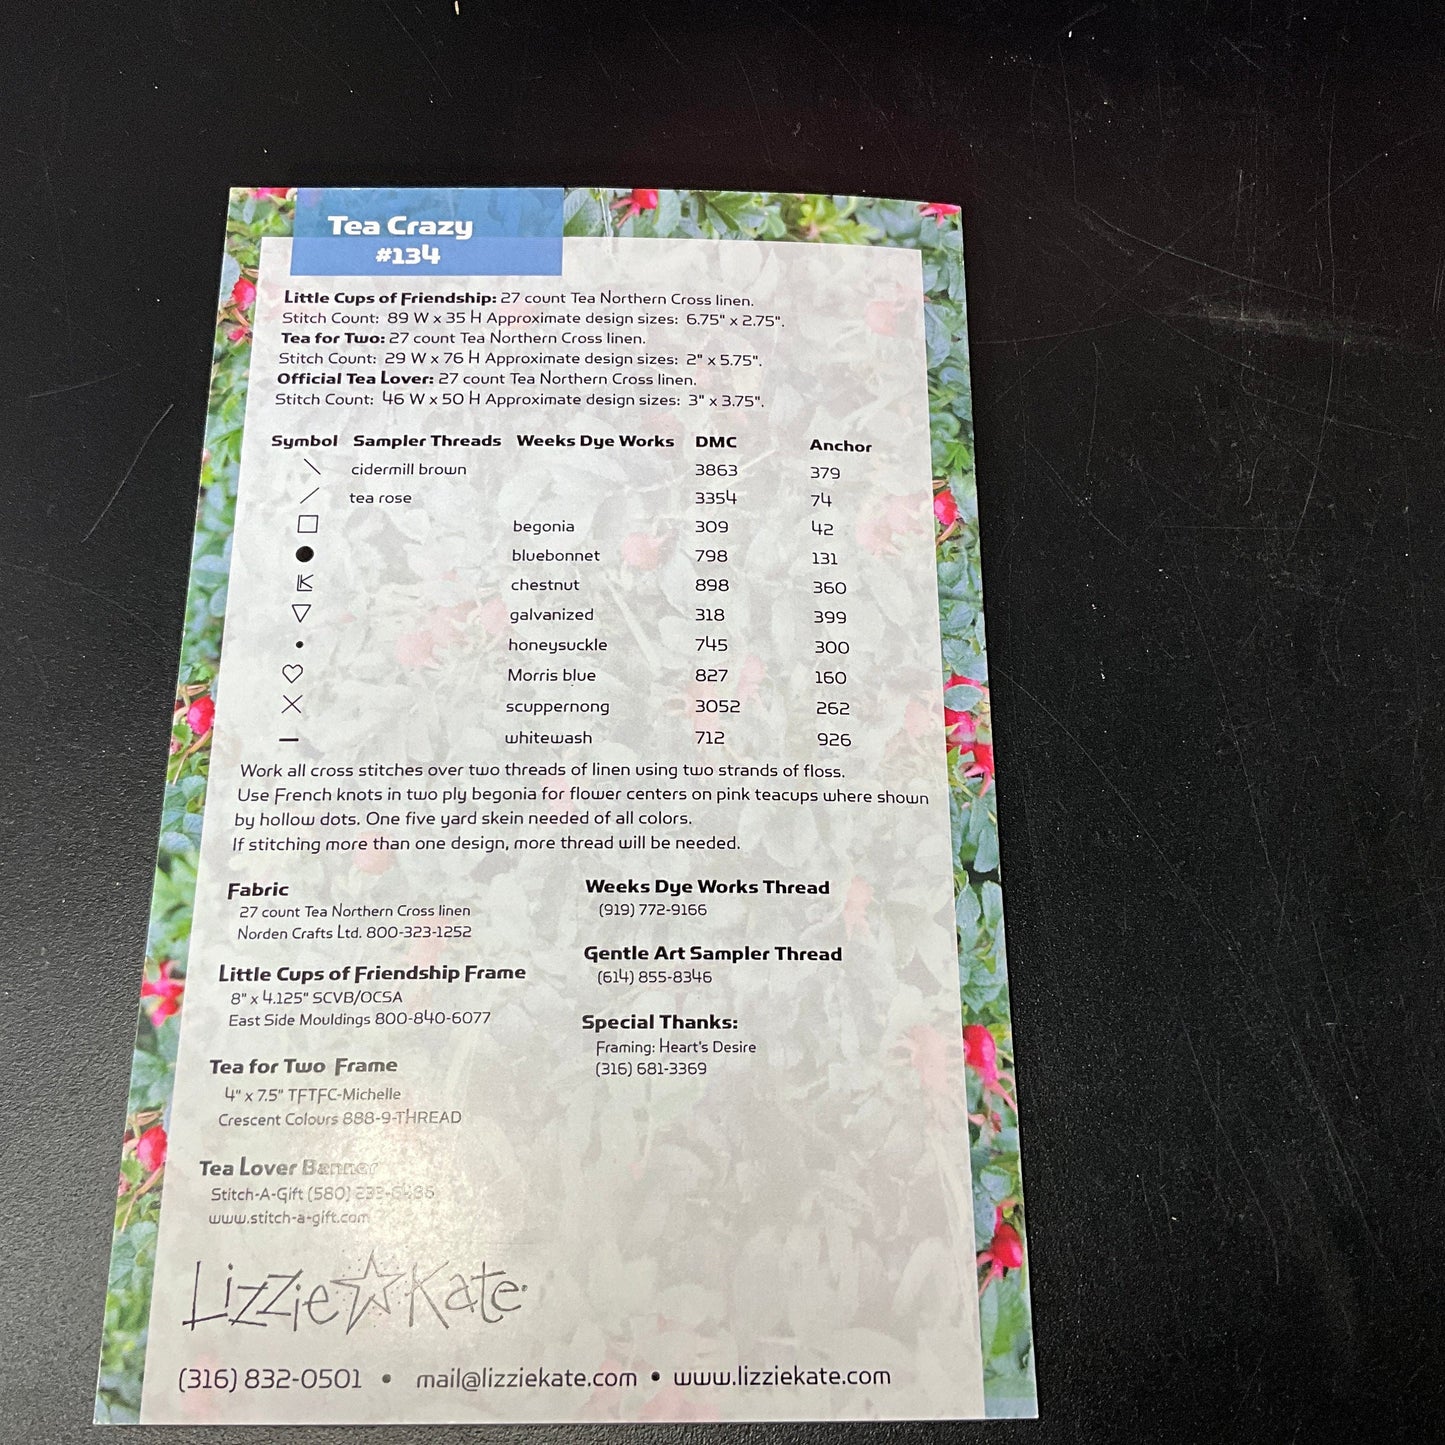 Tea Crazy
#134
Little Cups of Friendship: 27 count Tea Northern Cross linen.
Stitch Count: 89 W x 35 H Approximate design sizes: 6.75" x 2.75".
Tea for Two: 27 count Tea Northern Cross linen.
Stitch Count: 29 W x 76 H Approximate design sizes: 2" x 5.75".
Official Tea Lover: 27 count Tea Northern Cross linen.
Stitch Count: 46 W x 50 H Approximate design sizes: 3" x 3.75".
Symbol Sampler Threads Weeks Dye Works DMC Anchor
cidermill brown 3863 379
tea rose 3354 74
begonia 309 42
bluebonnet 798 131
chestnut 898 360
galvanized 318 399
honeysuckle 745 300
Morris blue 827 160
scuppernong 3052 262
whitewash 712 926
Work all cross stitches over two threads of linen using two strands of floss.
Use French knots in two ply begonia for flower centers on pink teacups where shown
by hollow dots. One five yard skein needed of all colors.
If stitching more than one design, more thread will be needed.
Fabric
27 count Tea Northern Cross linen
Norden Crafts Ltd. 800-323-1252
Little Cups of Friendship Frame
8" x 4.125" SCVB/OCSA
East Side Mouldings 800-840-6077
Tea for Two Frame
4" x 7.5" TFTFC-Michelle
Crescent Colours 888-9-THREAD
Tea Lover Banner
Stitch-A-Gift (580)
www.stitch-a-gift.com
Weeks Dye Works Thread
(919) 772-9166
Gentle Art Sampler Thread
(614) 855-8346
Special Thanks:
Framing: Heart's Desire
(316) 681-3369
Lizzie Kate
(316) 832-0501 • mail@lizziekate.com • www.lizziekate.com